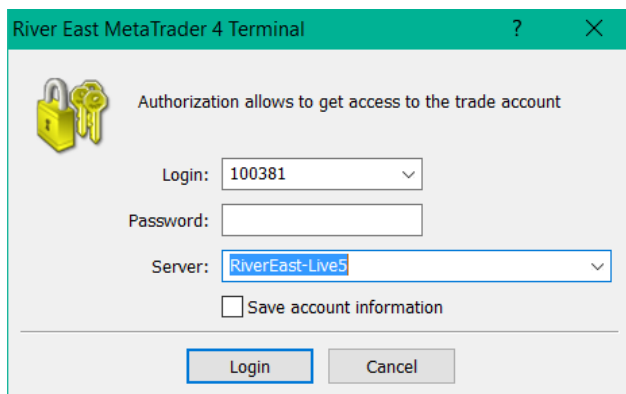 River East MetaTrader 4 Terminal ? X
Authorization allows to get access to the trade account
Login: 100381
Password:
Server: RiverEast-Live5
Save account information
Login Cancel